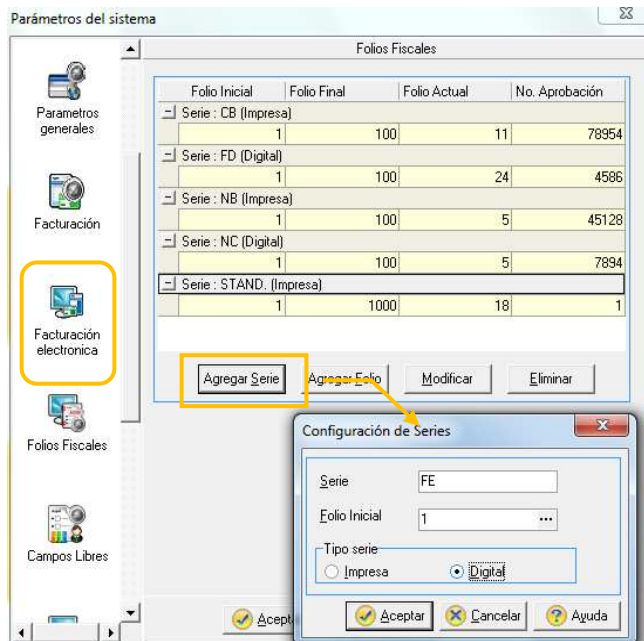 Parámetros del sistema
Folios Fiscales
Parametros
generales
Facturación
Facturación
electronica
Folios Fiscales
Campos Libres
Folio Inicial Folio Final Folio Actual No. Aprobación
Serie : CB (Impresa)
1 100 11 78954
Serie : FD (Digital)
1 100 24 4586
Serie : NB (Impresa)
1 100 5 45128
Serie : NC (Digital)
1 100 5 7894
Serie : STAND. (Impresa)
1 1000 18 1
Agregar Serie Agregar Folio Modificar Eliminar
Configuración de Series
Serie FE
Folio Inicial 1 ...
Tipo serie
Impresa Digital
Aceptar Cancelar Ayuda